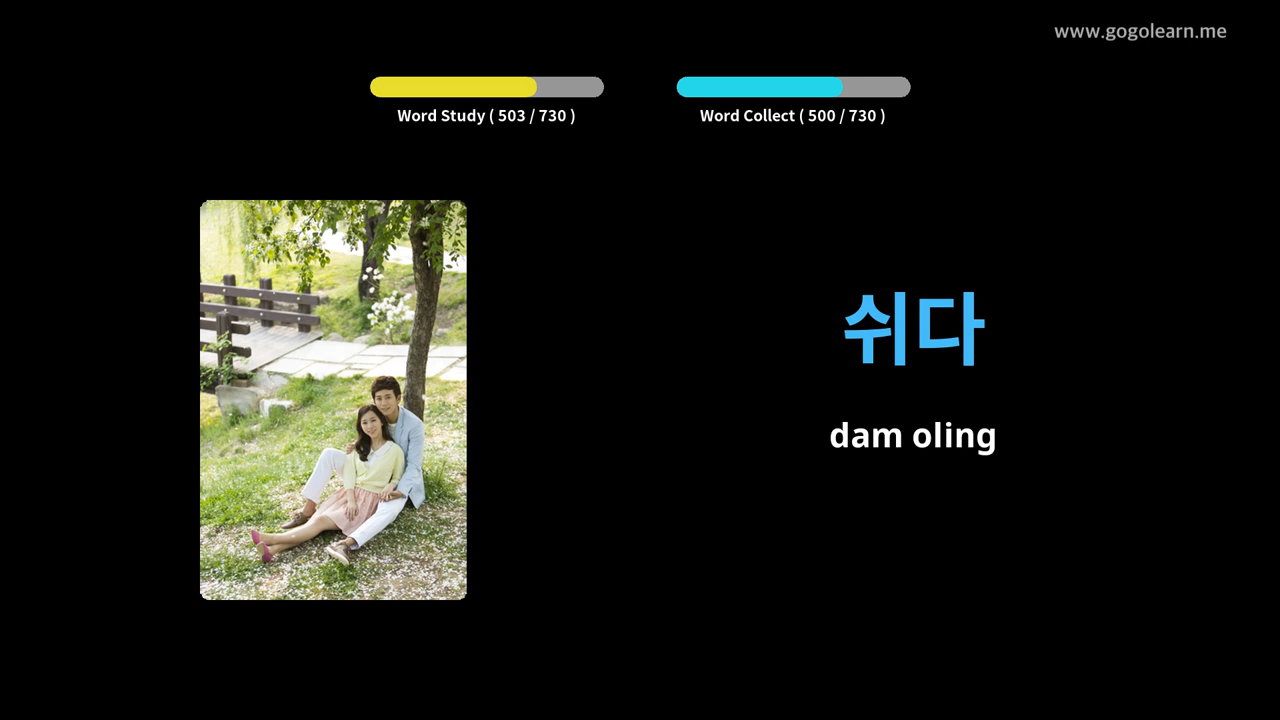 www.gogolearn.me
Word Study ( 503 / 730 )
Word Collect ( 500 / 730 )
쉬다
dam oling